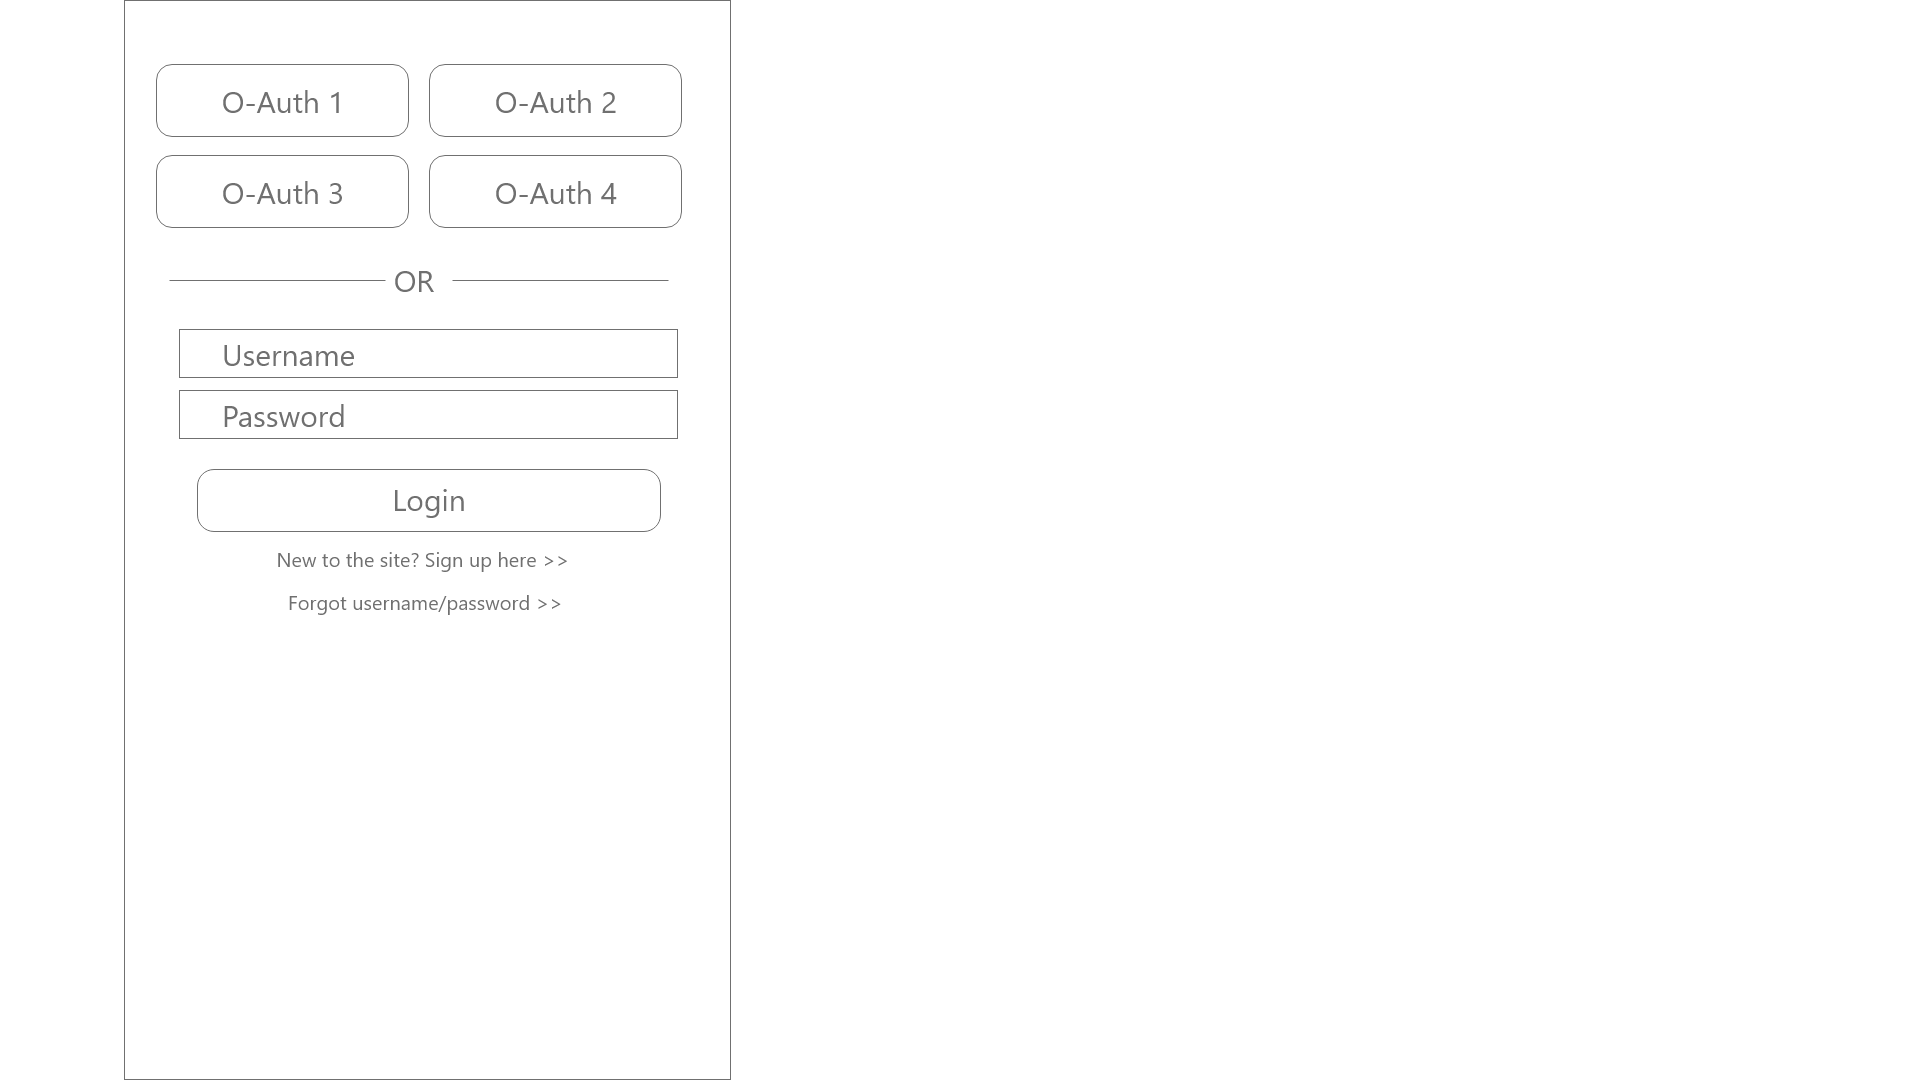 O-Auth 1 O-Auth 2
O-Auth 3 O-Auth 4
OR
Username
Password
Login
New to the site? Sign up here >>
Forgot username/password >>